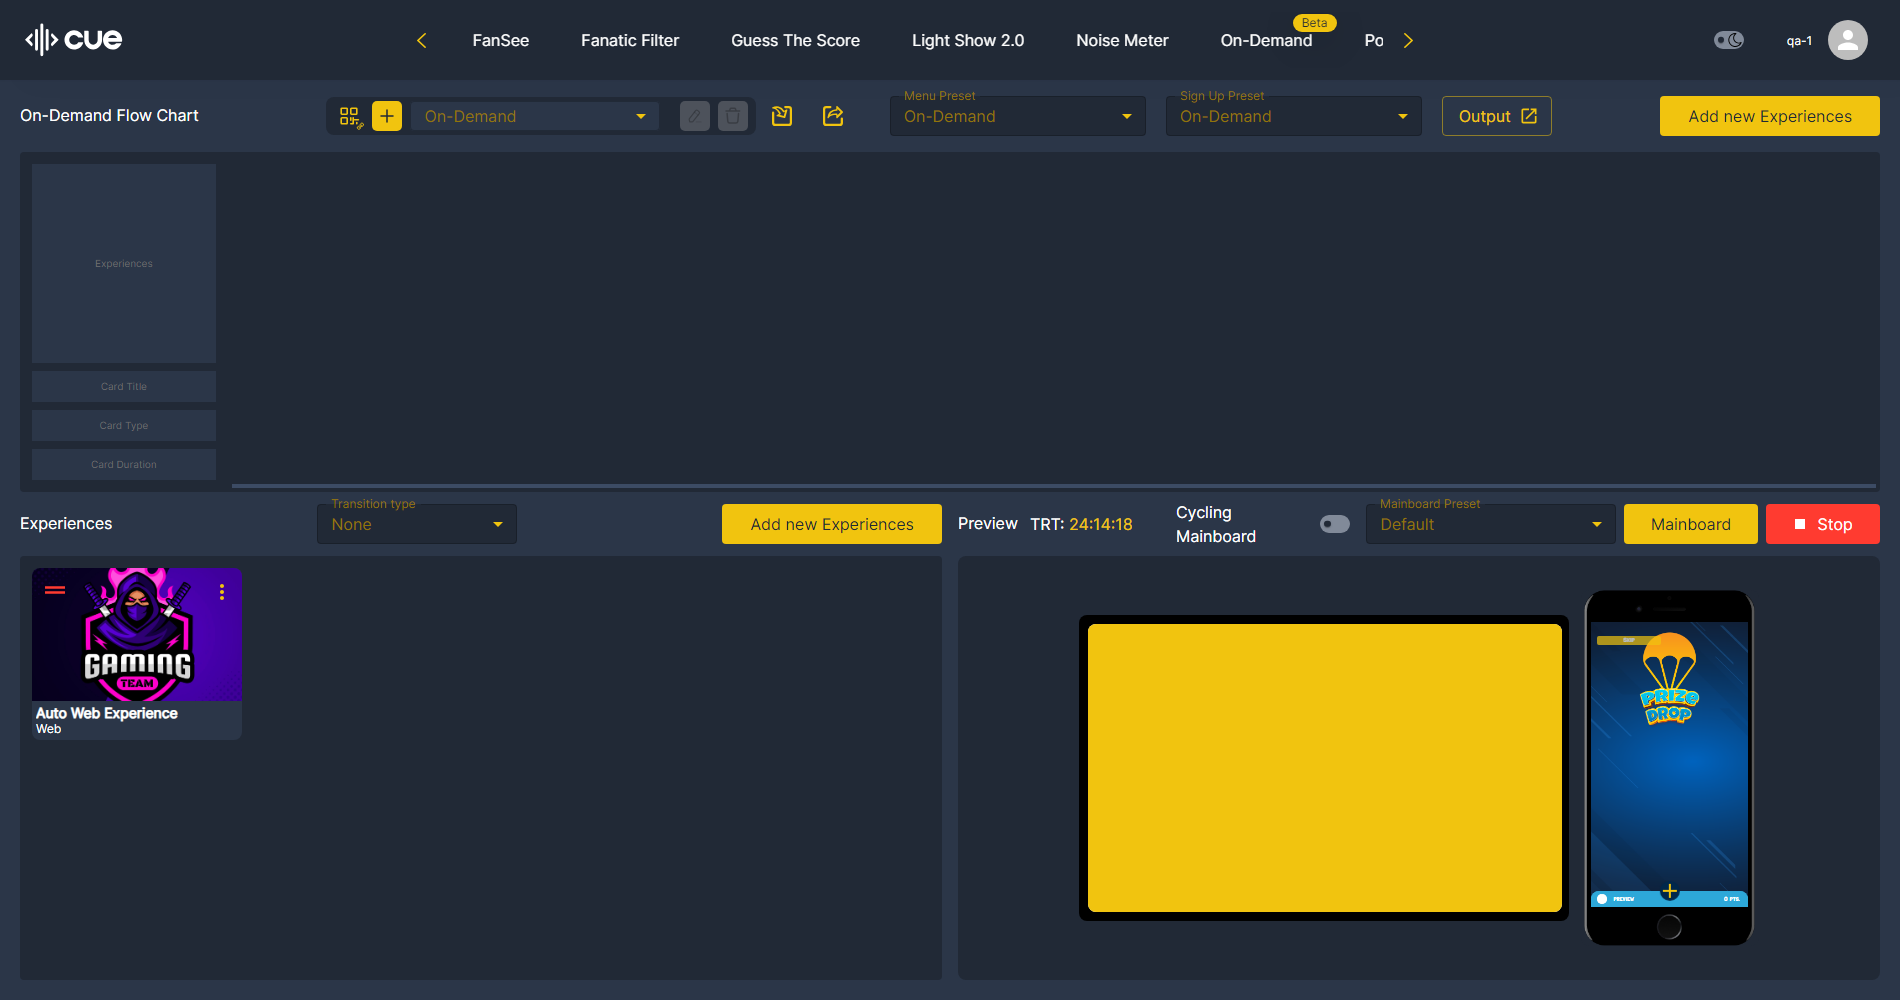 cue
FanSee
Fanatic Filter
Guess The Score
Light Show 2.0
Noise Meter
On-Demand
Beta
Po
qa-1
On-Demand Flow Chart
On-Demand
Menu Preset
On-Demand
Sign Up Preset
On-Demand
Output
Add new Experiences
Experiences
Card Title
Card Type
Card Duration
Experiences
Transition type
None
Add new Experiences
Preview
TRT: 24:14:18
Cycling
Mainboard
Mainboard Preset
Default
Mainboard
Stop
GAMING
TEAM
Auto Web Experience
Web
PRIZE
DROP
PREVIEW
0 PTS.